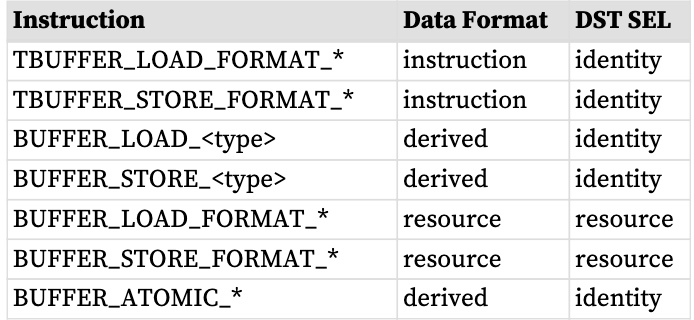 Instruction Data Format DST SEL
TBUFFER_LOAD_FORMAT_* instruction identity
TBUFFER_STORE_FORMAT_* instruction identity
BUFFER_LOAD_<type> derived identity
BUFFER_STORE_<type> derived identity
BUFFER_LOAD_FORMAT_* resource resource
BUFFER_STORE_FORMAT_* resource resource
BUFFER_ATOMIC_* derived identity